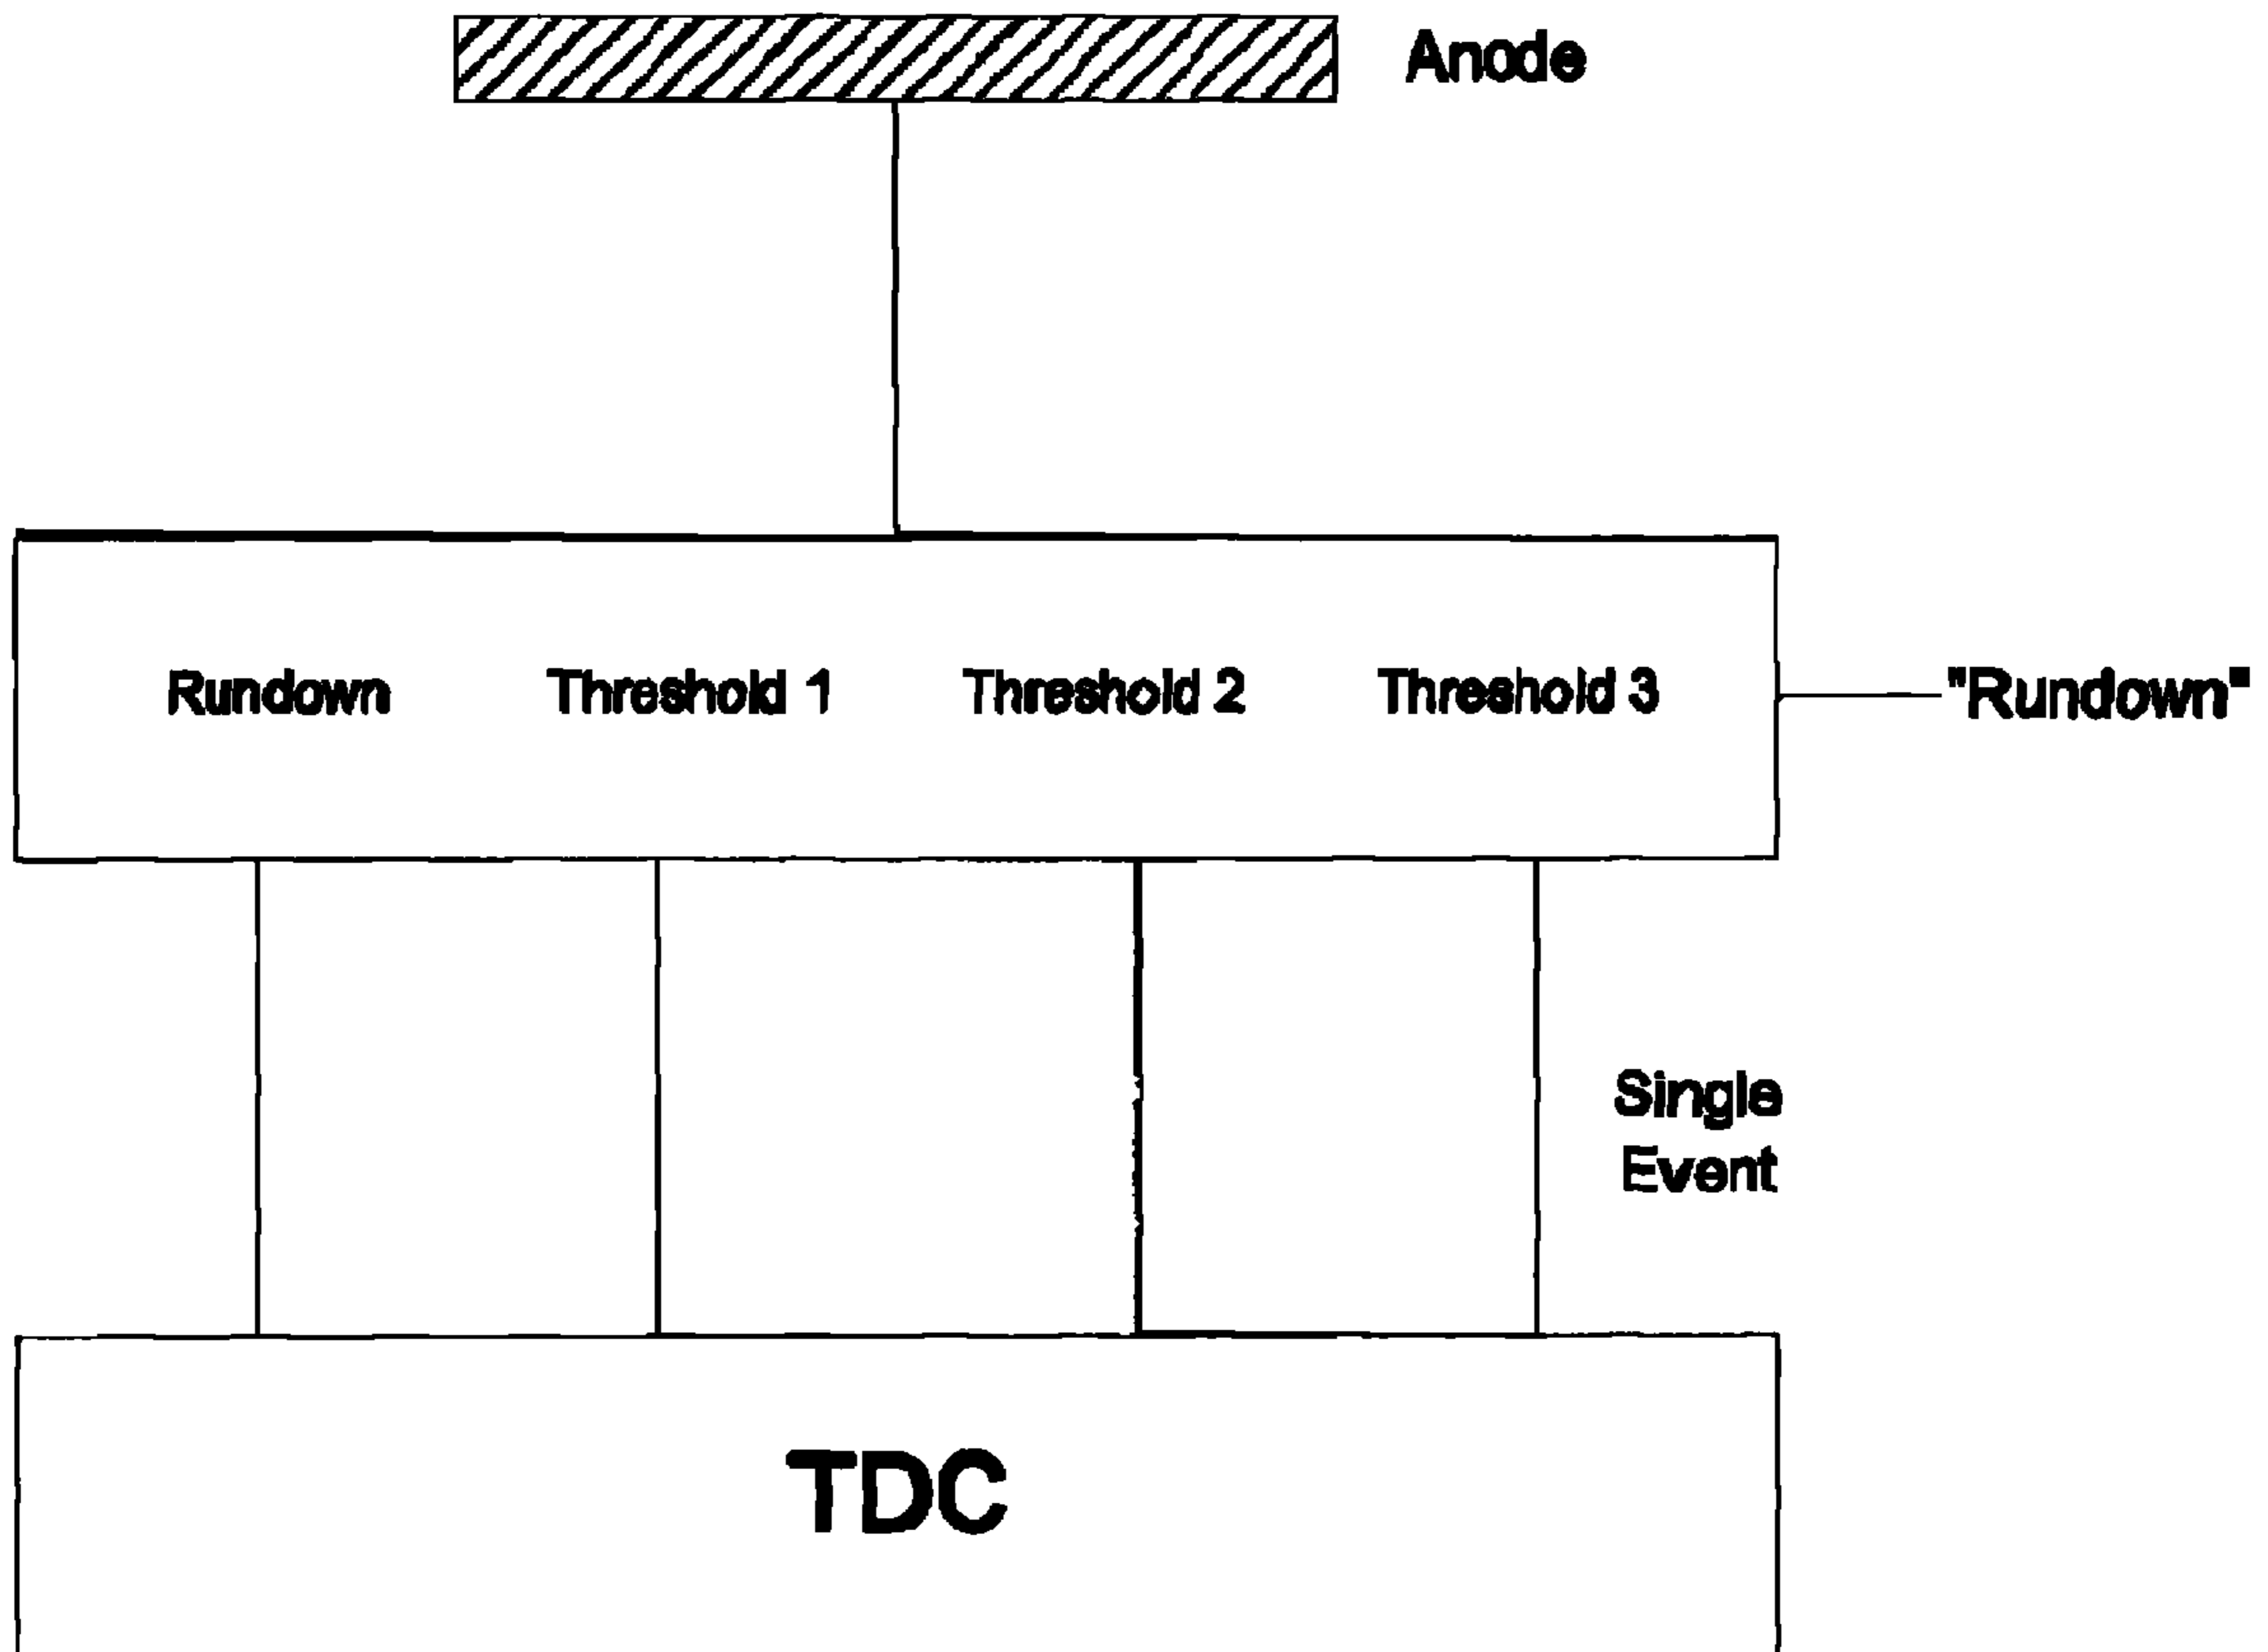 Anode
Rundown Threshold 1 Threshold 2 Threshold 3 "Rundown"
Single
Event
TDC